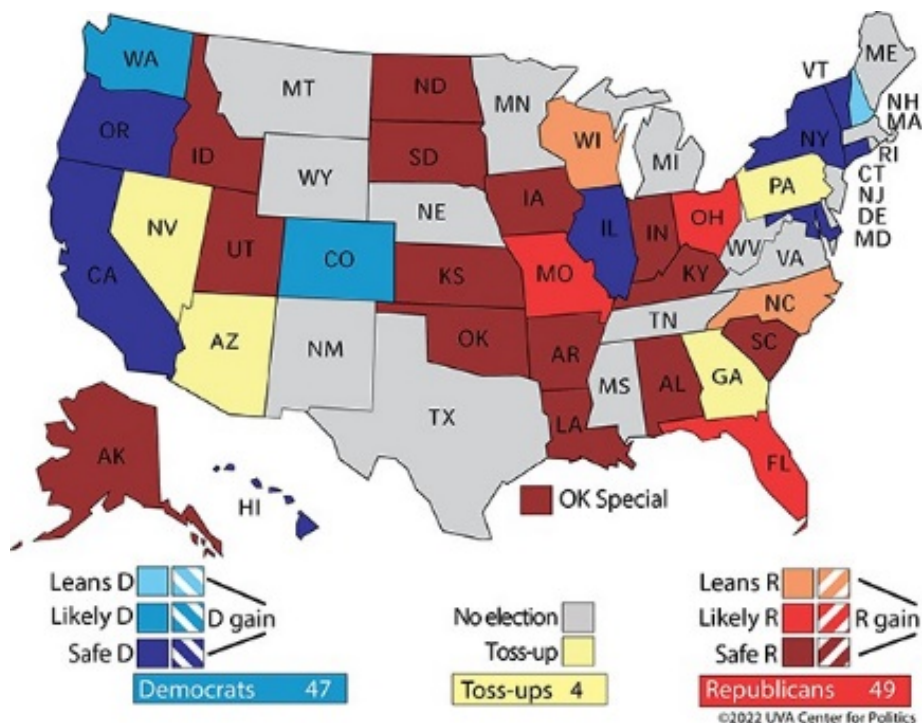 WA
MT
ND
MN
ME
VT
NH
MA
OR
ID
SD
WI
MI
NY
RI
CT
NJ
DE
MD
WY
NE
IA
PA
NV
UT
CO
KS
MO
IL
IN
OH
WV
VA
KY
CA
AZ
NM
OK
AR
TN
NC
SC
TX
LA
MS
AL
GA
FL
AK
HI
OK Special
Leans D
Likely D
Safe D
D gain
Democrats 47
No election
Toss-up
Toss-ups 4
Leans R
Likely R
Safe R
R gain
Republicans 49
©2022 UVA Center for Politics